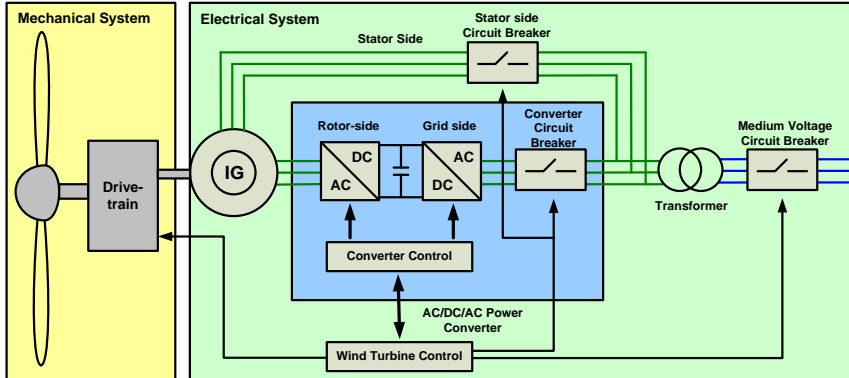 Mechanical System
Electrical System
Stator side
Circuit Breaker
Stator Side
Rotor-side
Grid side
Converter
Circuit
Breaker
Medium Voltage
Circuit Breaker
DC
AC
AC
DC
IG
Drive-
train
Transformer
Converter Control
AC/DC/AC Power
Converter
Wind Turbine Control